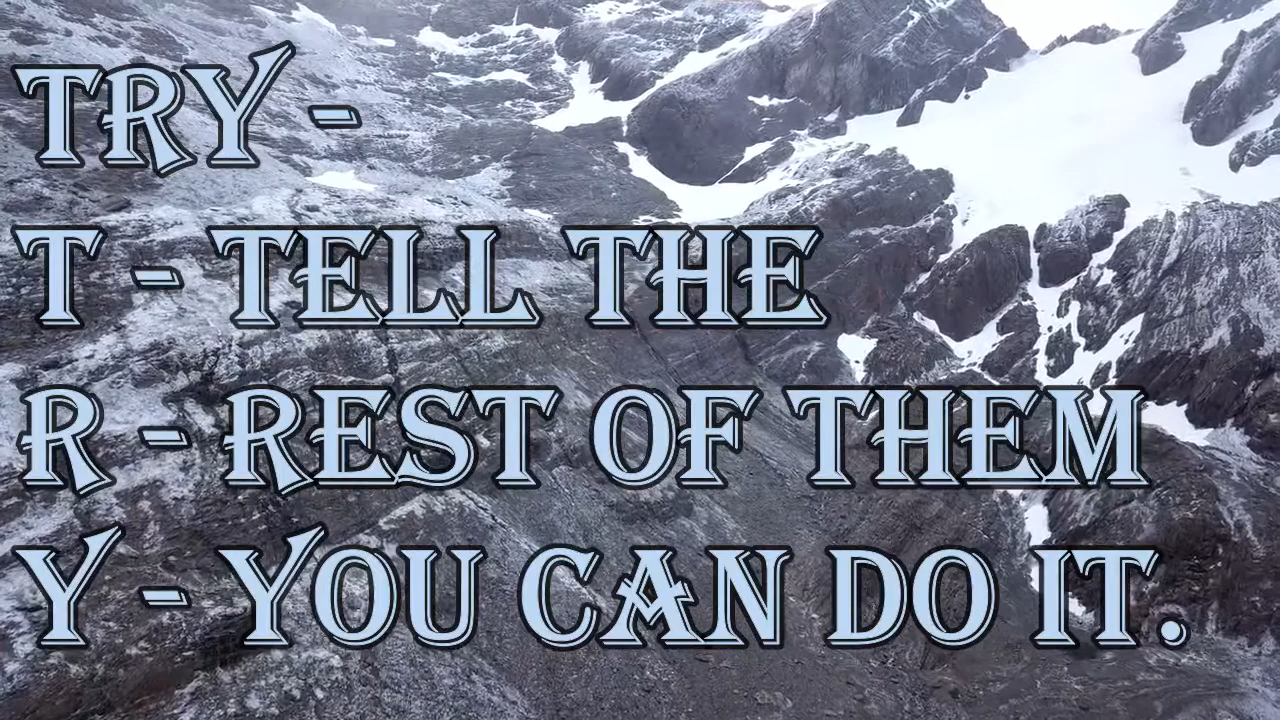 TRY -
T - TELL THE
R - REST OF THEM
Y - YOU CAN DO IT.